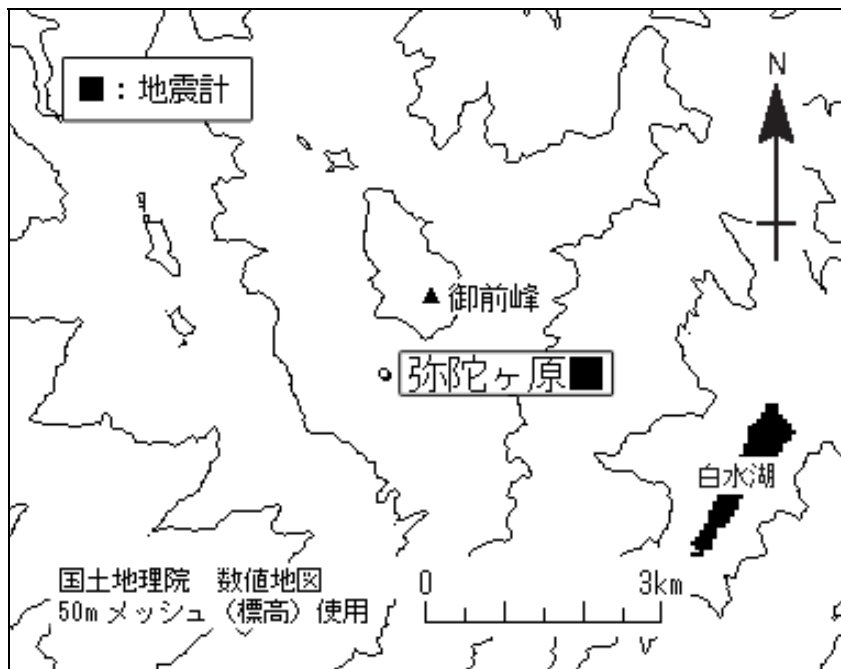 ■：地震計
N
御前峰
弥陀ヶ原■
白水湖
国土地理院　数値地図
50m メッシュ（標高）使用
0 3km